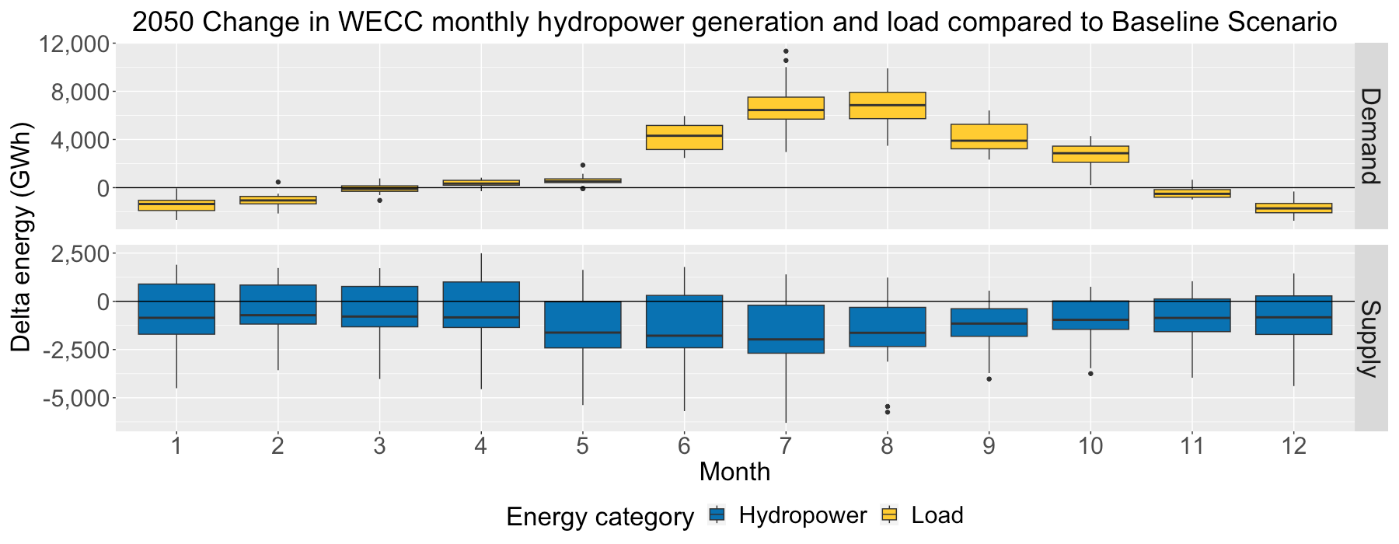 2050 Change in WECC monthly hydropower generation and load compared to Baseline Scenario
Delta energy (GWh)
12,000
8,000
4,000
0
Demand
2,500
0
-2,500
-5,000
Supply
1 2 3 4 5 6 7 8 9 10 11 12
Month
Energy category Hydropower Load